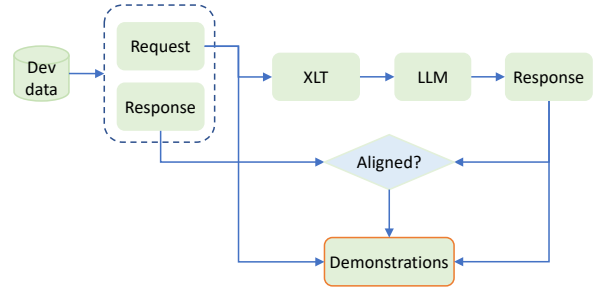 Dev
data
Request
Response
XLT
LLM
Response
Aligned?
Demonstrations